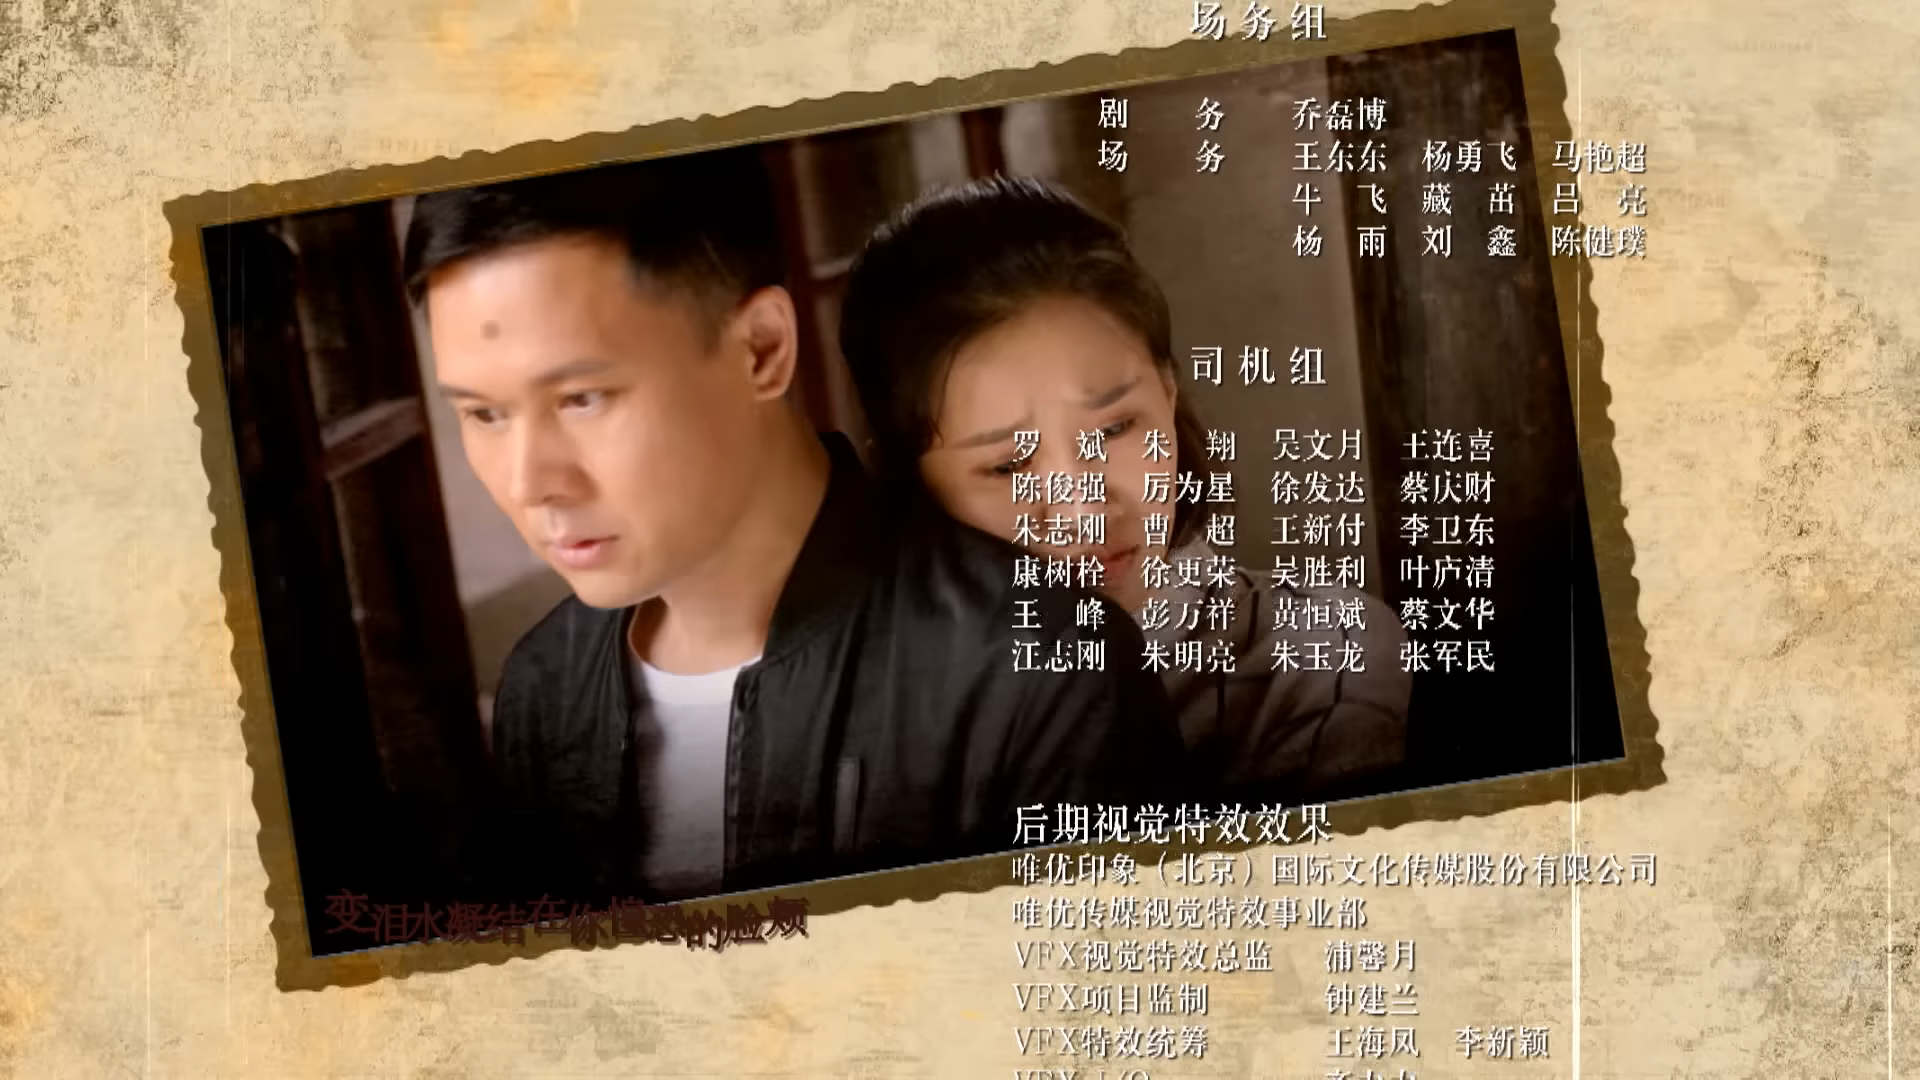 场务组
剧 务 乔磊博
场 务 王东东 杨勇飞 马艳超
牛 飞 藏 茁 吕 亮
杨 雨 刘 鑫 陈健璞
司机组
罗 斌 朱 翔 吴文月 王连喜
陈俊强 厉为星 徐发达 蔡庆财
朱志刚 曹 超 王新付 李卫东
康树栓 徐更荣 吴胜利 叶庐清
王 峰 彭万祥 黄恒斌 蔡文华
汪志刚 朱明亮 朱玉龙 张军民
后期视觉特效效果
唯优印象（北京）国际文化传媒股份有限公司
唯优传媒视觉特效事业部
变泪水凝结在你憔悴的脸颊
VFX视觉特效总监 浦馨月
VFX项目监制 钟建兰
VFX特效统筹 王海凤 李新颖